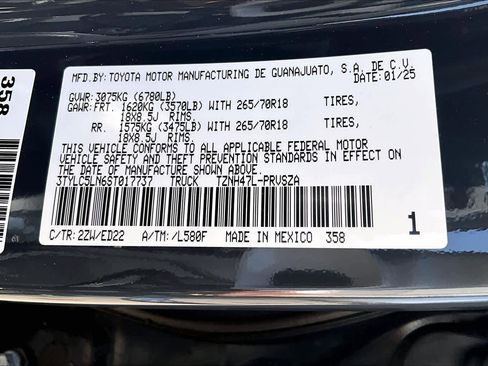 358
MFD.BY: TOYOTA MOTOR MANUFACTURING DE GUANAJUATO, S.A. DE C.V.
GVWR: 3075KG (6780LB) DATE: 01/25
GAWR: FRT. 1620KG (3570LB) WITH 265/70R18 TIRES,
18X8.5J RIMS.
RR. 1575KG (3475LB) WITH 265/70R18 TIRES,
18X8.5J RIMS.
THIS VEHICLE CONFORMS TO ALL APPLICABLE FEDERAL MOTOR
VEHICLE SAFETY AND THEFT PREVENTION STANDARDS IN EFFECT ON
THE DATE OF MANUFACTURE SHOWN ABOVE.
3TYLC5LN6ST017737 TRUCK TZNH47L-PRVSZA
1
C/TR: 2ZW/ED22 A/TM: /L580F MADE IN MEXICO 358